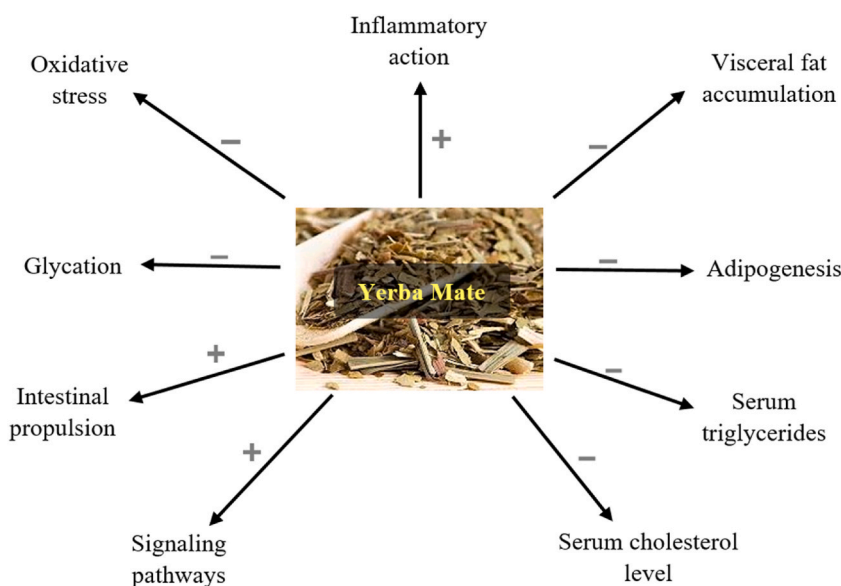 Inflammatory
action
Oxidative
stress
Visceral fat
accumulation
+
−
−
Glycation
−
Yerba Mate
−
Adipogenesis
Intestinal
propulsion
+
−
Serum
triglycerides
+
−
Signaling
pathways
Serum cholesterol
level